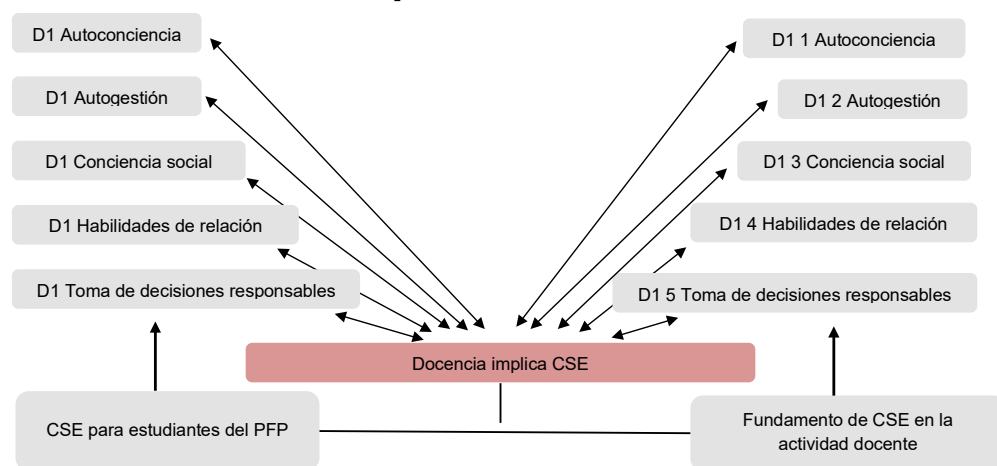 D1 Autoconciencia
D1 Autogestión
D1 Conciencia social
D1 Habilidades de relación
D1 Toma de decisiones responsables
D1 1 Autoconciencia
D1 2 Autogestión
D1 3 Conciencia social
D1 4 Habilidades de relación
D1 5 Toma de decisiones responsables
Docencia implica CSE
CSE para estudiantes del PFP
Fundamento de CSE en la
actividad docente